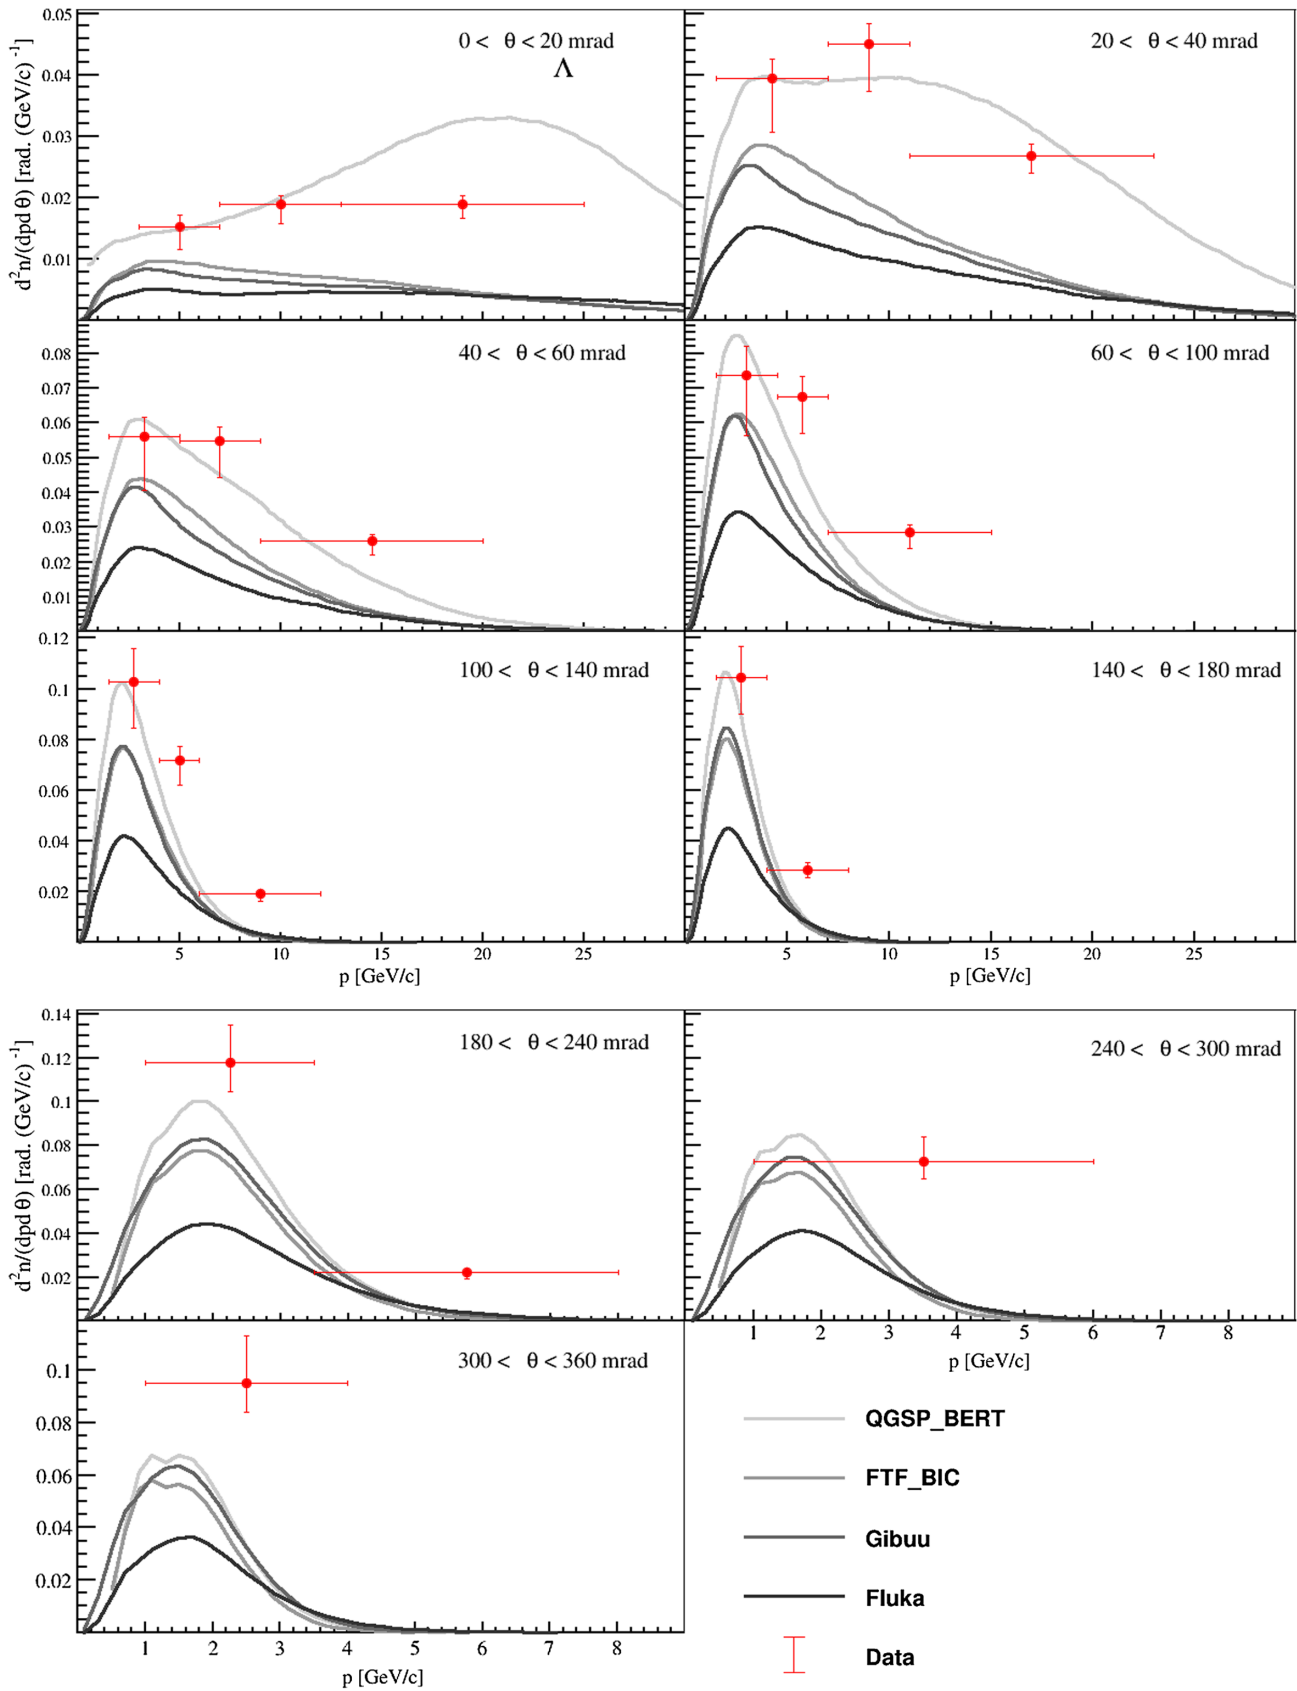 d²n/(dpd θ) [rad. (GeV/c) ⁻¹]
0 < θ < 20 mrad
Λ
0.05
0.04
0.03
0.02
0.01
20 < θ < 40 mrad
40 < θ < 60 mrad
0.08
0.07
0.06
0.05
0.04
0.03
0.02
0.01
60 < θ < 100 mrad
100 < θ < 140 mrad
0.12
0.1
0.08
0.06
0.04
0.02
5 10 15 20 25
p [GeV/c]
140 < θ < 180 mrad
5 10 15 20 25
p [GeV/c]
d²n/(dpd θ) [rad. (GeV/c) ⁻¹]
180 < θ < 240 mrad
0.14
0.12
0.1
0.08
0.06
0.04
0.02
240 < θ < 300 mrad
1 2 3 4 5 6 7 8
p [GeV/c]
300 < θ < 360 mrad
0.1
0.08
0.06
0.04
0.02
1 2 3 4 5 6 7 8
p [GeV/c]
QGSP_BERT
FTF_BIC
Gibuu
Fluka
Data